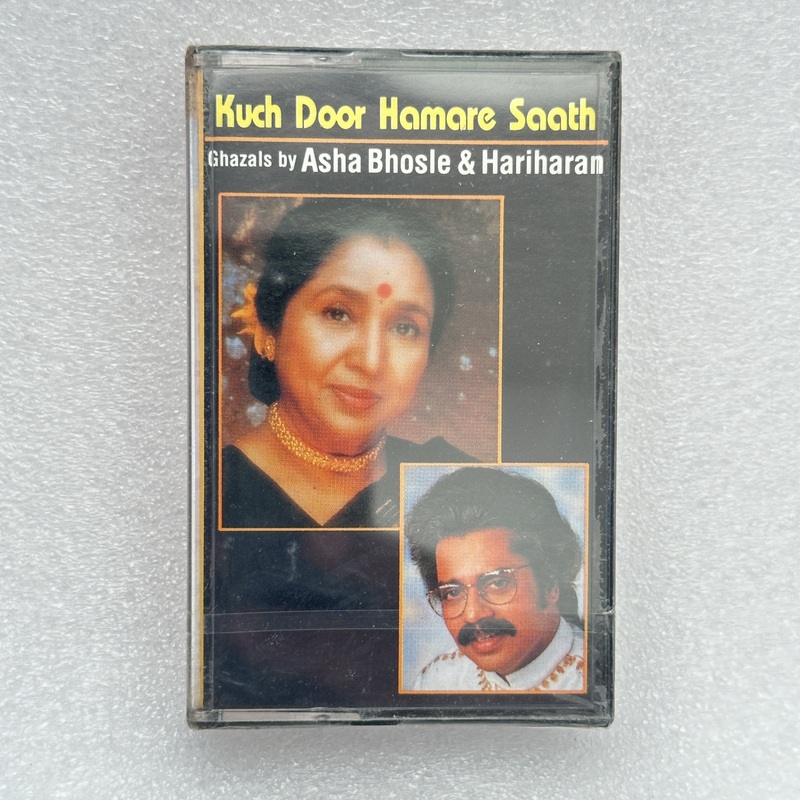 Kuch Door Hamare Saath
Ghazals by Asha Bhosle & Hariharan